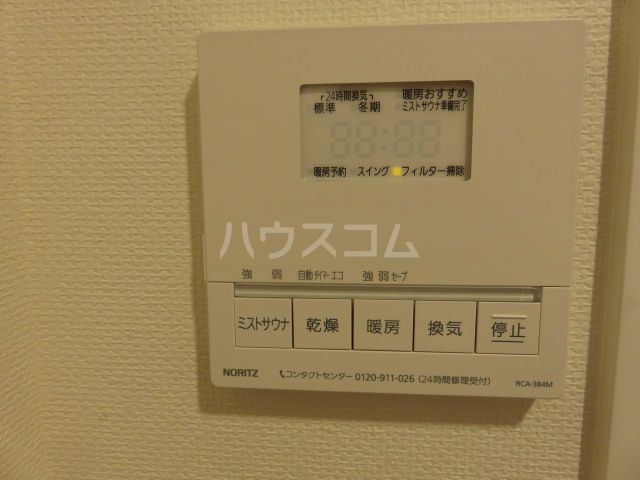 ┌24時間換気┐ 暖房おすすめ
標準 冬期 ミストサウナ準備完了
88:88
暖房予約 スイング フィルター掃除
ハウスコム
強 弱 自動 タイマー エコ 強 弱 セーブ
ミストサウナ 乾燥 暖房 換気 停止
NORITZ コンタクトセンター 0120-911-026 (24時間修理受付)
RCA-384M